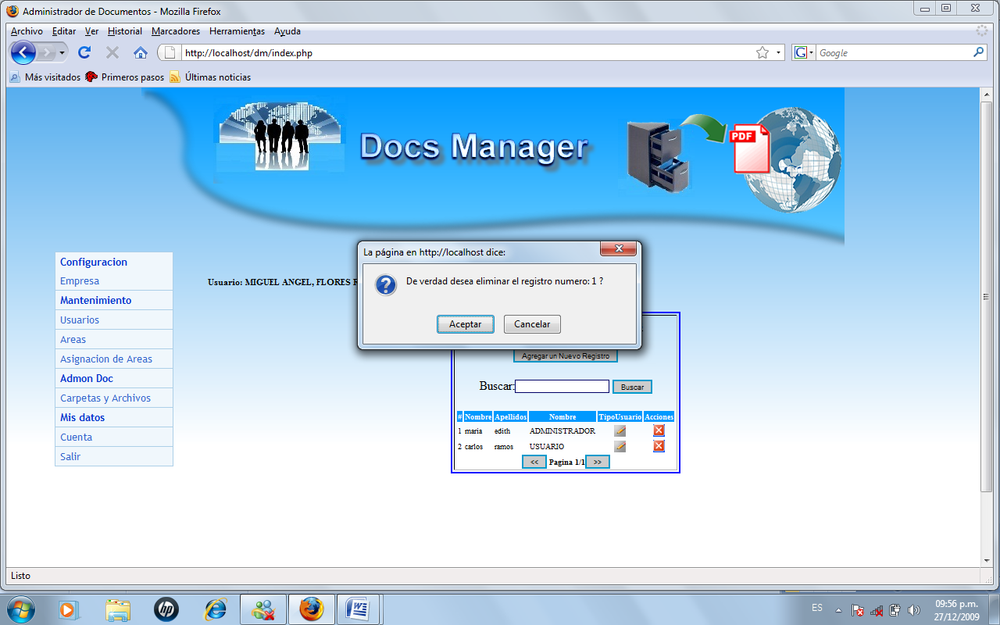 Administrador de Documentos - Mozilla Firefox
Archivo Editar Ver Historial Marcadores Herramientas Ayuda
http://localhost/dm/index.php
G Google
Más visitados Primeros pasos Últimas noticias
Docs Manager
PDF
La página en http://localhost dice:
De verdad desea eliminar el registro numero: 1 ?
Aceptar Cancelar
Configuracion
Empresa
Mantenimiento
Usuarios
Areas
Asignacion de Areas
Admon Doc
Carpetas y Archivos
Mis datos
Cuenta
Salir
Usuario: MIGUEL ANGEL, FLORES
Agregar un Nuevo Registro
Buscar: Buscar
# Nombre Apellidos Nombre TipoUsuario Acciones
1 maria edith ADMINISTRADOR
2 carlos ramos USUARIO
<< Pagina 1/1 >>
Listo
hp
ES
09:56 p.m.
27/12/2009